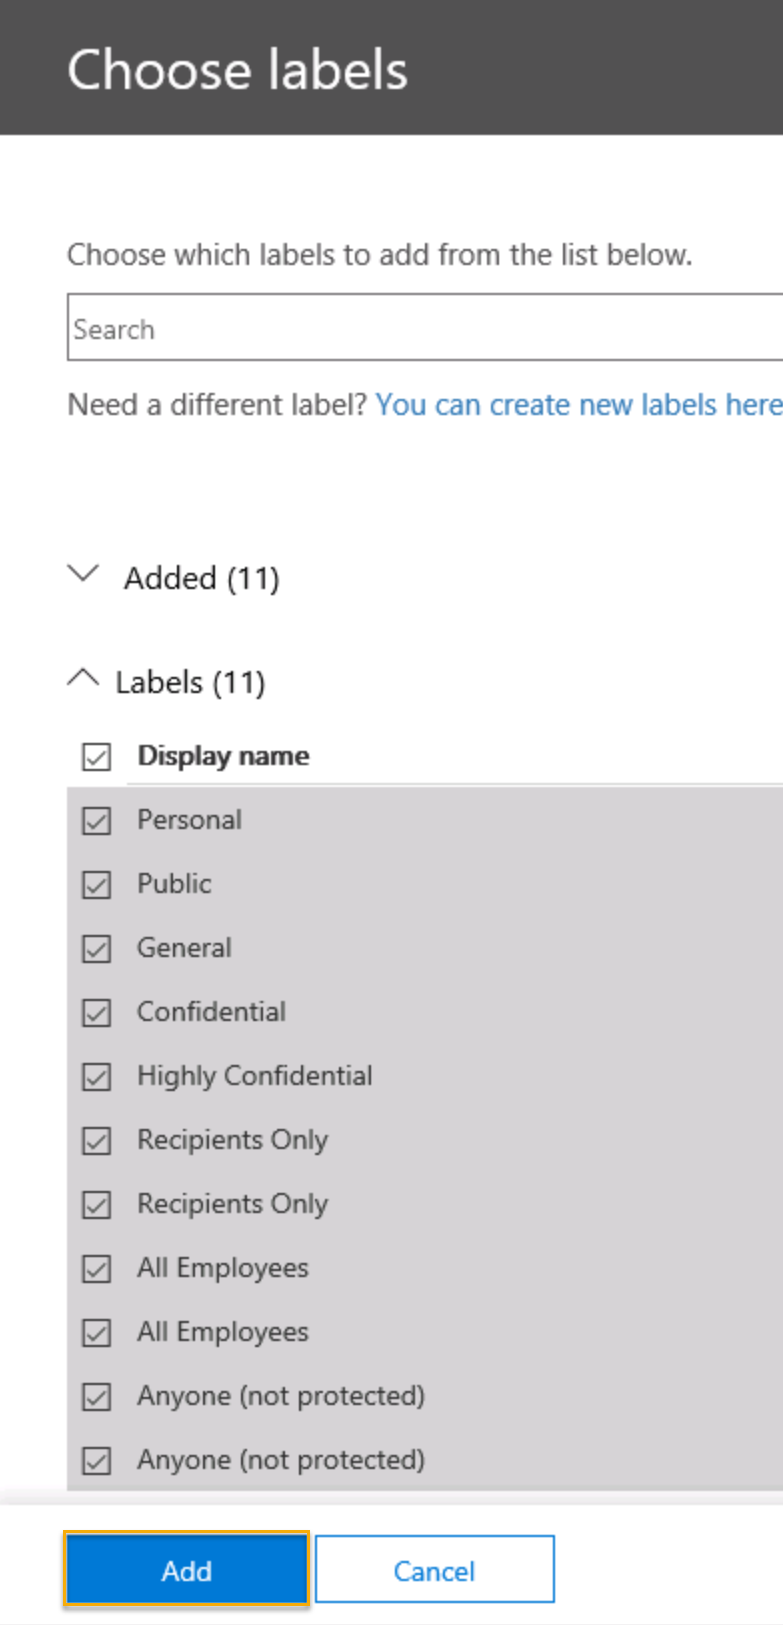 Choose labels
Choose which labels to add from the list below.
Search
Need a different label? You can create new labels here
Added (11)
Labels (11)
Display name
Personal
Public
General
Confidential
Highly Confidential
Recipients Only
Recipients Only
All Employees
All Employees
Anyone (not protected)
Anyone (not protected)
Add
Cancel